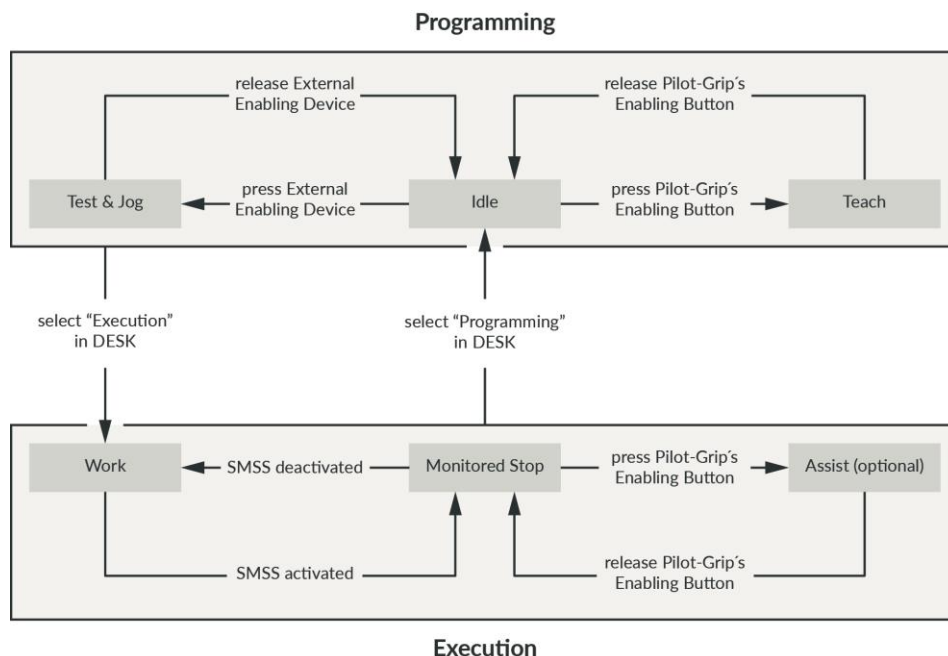 Programming
release External
Enabling Device
release Pilot-Grip´s
Enabling Button
Test & Jog
press External
Enabling Device
Idle
press Pilot-Grip´s
Enabling Button
Teach
select “Execution”
in DESK
select “Programming”
in DESK
Work
SMSS deactivated
Monitored Stop
press Pilot-Grip´s
Enabling Button
Assist (optional)
SMSS activated
release Pilot-Grip´s
Enabling Button
Execution